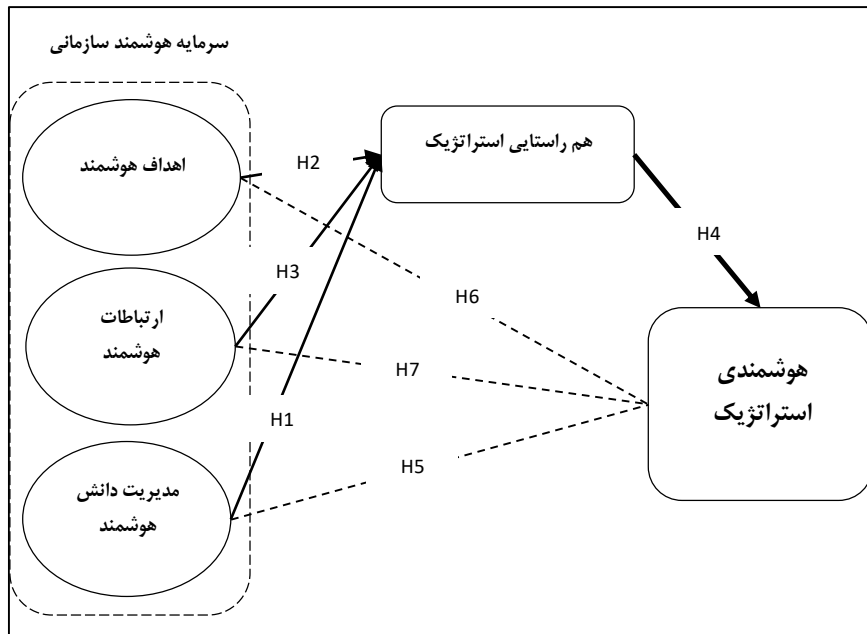 سرمایه هوشمند سازمانی
هم راستایی استراتژیک
اهداف هوشمند
H2
H4
H3
H6
ارتباطات
هوشمند
H7
هوشمندی
استراتژیک
H1
H5
مدیریت دانش
هوشمند